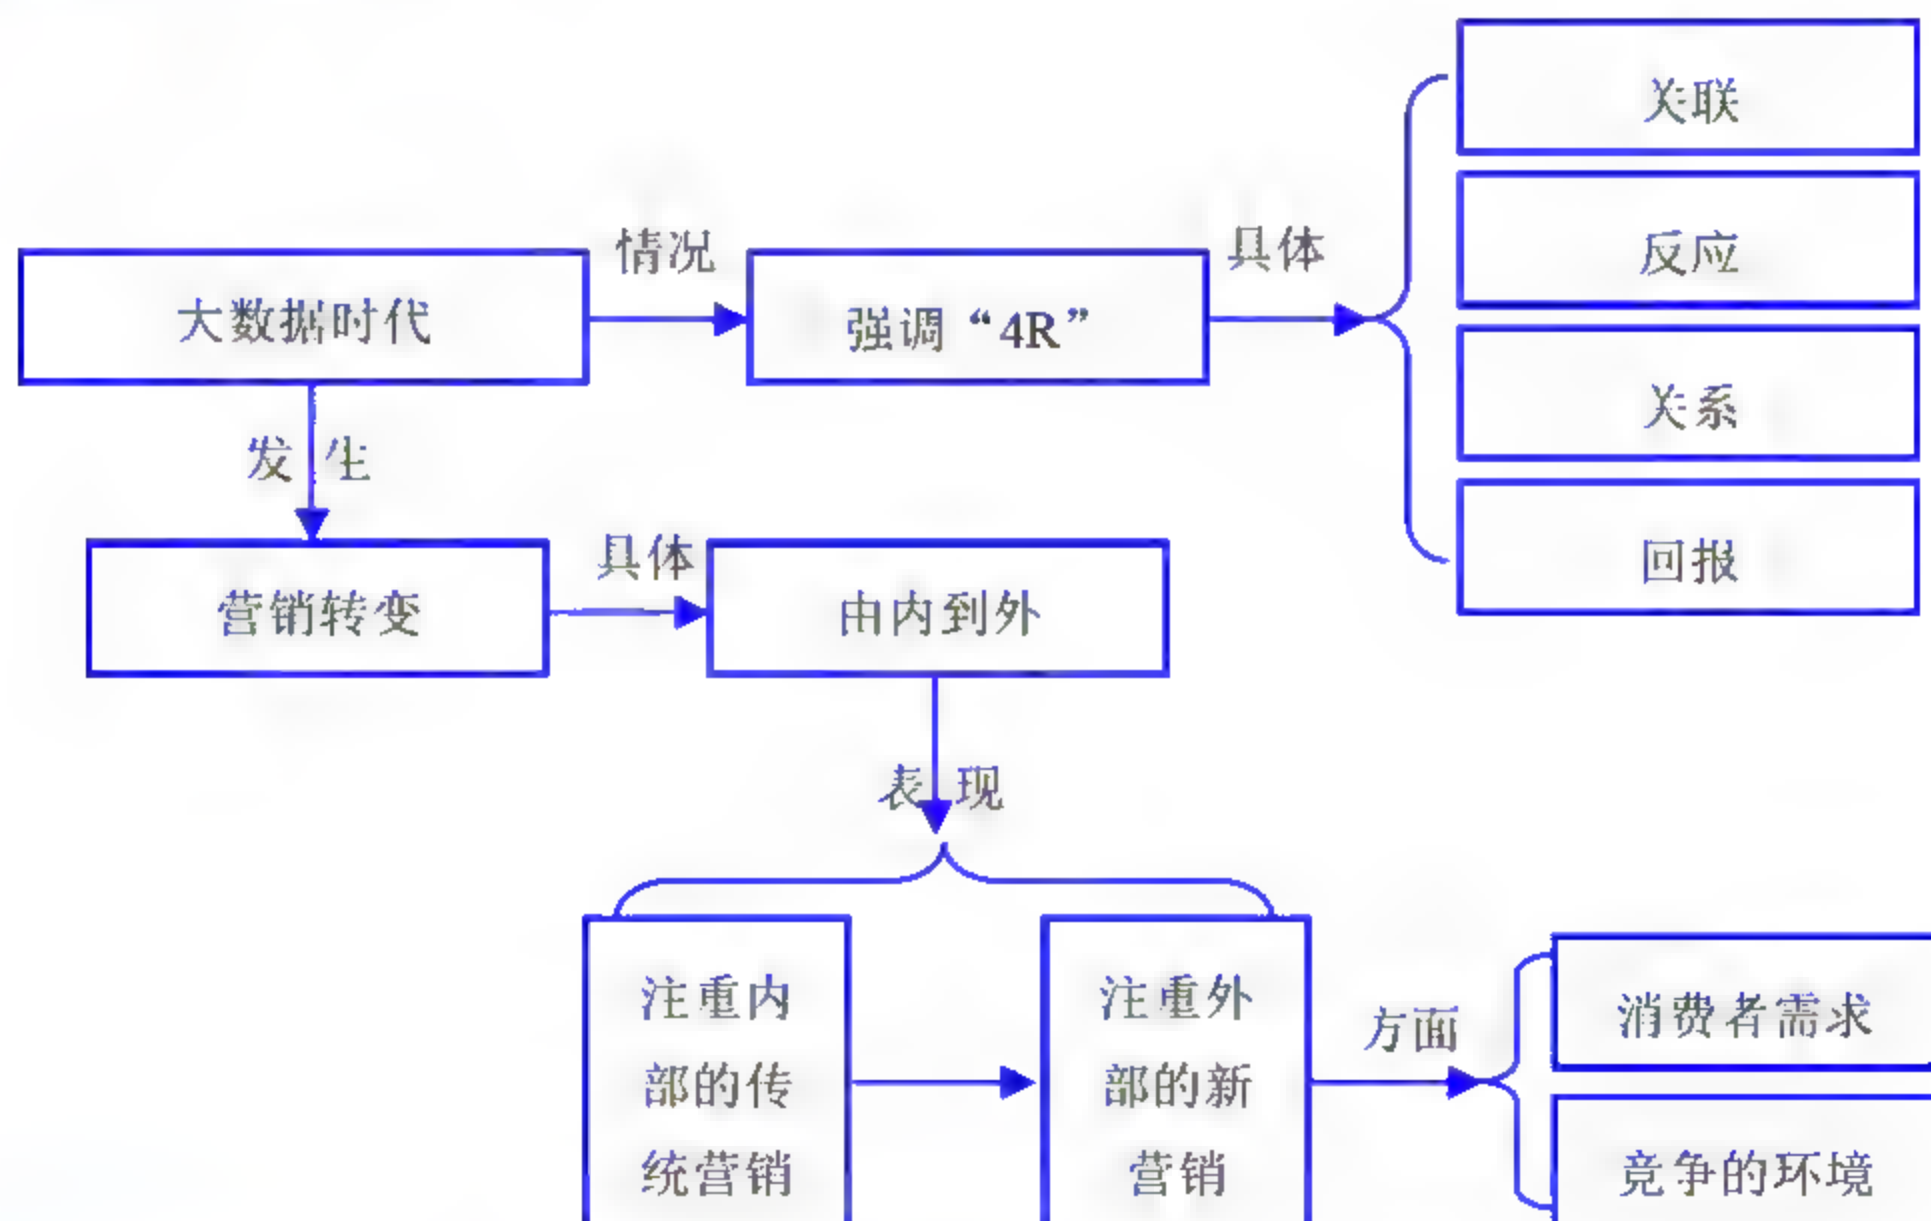 关联
反应
情况
具体
大数据时代
强调“4R”
关系
发生
回报
具体
营销转变
由内到外
表现
注重内
部的传
统营销
注重外
部的新
营销
方面
消费者需求
竞争的环境